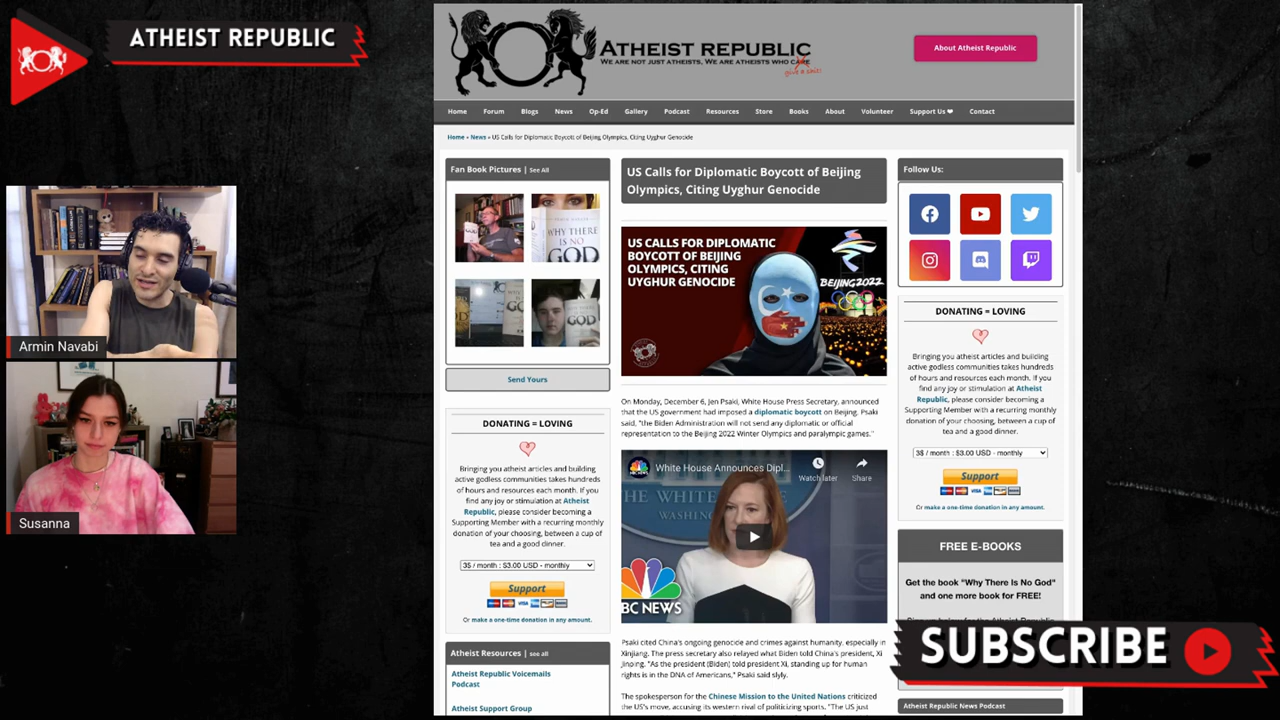 ATHEIST REPUBLIC
Armin Navabi
Susanna
ATHEIST REPUBLIC
WE ARE NOT JUST ATHEISTS, WE ARE ATHEISTS WHO CARE
give a shit!
About Atheist Republic
Home Forum Blogs News Op-Ed Gallery Podcast Resources Store Books About Volunteer Support Us ❤ Contact
Home » News » US Calls for Diplomatic Boycott of Beijing Olympics, Citing Uyghur Genocide
Fan Book Pictures | See All
WHY THERE
IS NO
GOD
GOD
GOD
Send Yours
DONATING = LOVING
Bringing you atheist articles and building
active godless communities takes hundreds
of hours and resources each month. If you
find any joy or stimulation at Atheist
Republic, please consider becoming a
Supporting Member with a recurring monthly
donation of your choosing, between a cup of
tea and a good dinner.
3$ / month : $3.00 USD - monthly
Support
VISA
Or make a one-time donation in any amount.
Atheist Resources | see all
Atheist Republic Voicemails
Podcast
Atheist Support Group
US Calls for Diplomatic Boycott of Beijing
Olympics, Citing Uyghur Genocide
US CALLS FOR DIPLOMATIC
BOYCOTT OF BEIJING
OLYMPICS, CITING
UYGHUR GENOCIDE
BEIJING2022
On Monday, December 6, Jen Psaki, White House Press Secretary, announced
that the US government had imposed a diplomatic boycott on Beijing. Psaki
said, "the Biden Administration will not send any diplomatic or official
representation to the Beijing 2022 Winter Olympics and paralympic games."
White House Announces Dipl...
Watch later
Share
THE WHITE
WASHING
BC NEWS
Psaki cited China's ongoing genocide and crimes against humanity, especially in
Xinjiang. The press secretary also relayed what Biden told China's president, Xi
Jinping. "As the president (Biden) told president Xi, standing up for human
rights is in the DNA of Americans," Psaki said slyly.
The spokesperson for the Chinese Mission to the United Nations criticized
the US's move, accusing its western rival of politicizing sports. "The US just
Follow Us:
DONATING = LOVING
Bringing you atheist articles and building
active godless communities takes hundreds
of hours and resources each month. If you
find any joy or stimulation at Atheist
Republic, please consider becoming a
Supporting Member with a recurring monthly
donation of your choosing, between a cup of
tea and a good dinner.
3$ / month : $3.00 USD - monthly
Support
VISA
Or make a one-time donation in any amount.
FREE E-BOOKS
Get the book "Why There Is No God"
and one more book for FREE!
SUBSCRIBE
Atheist Republic News Podcast